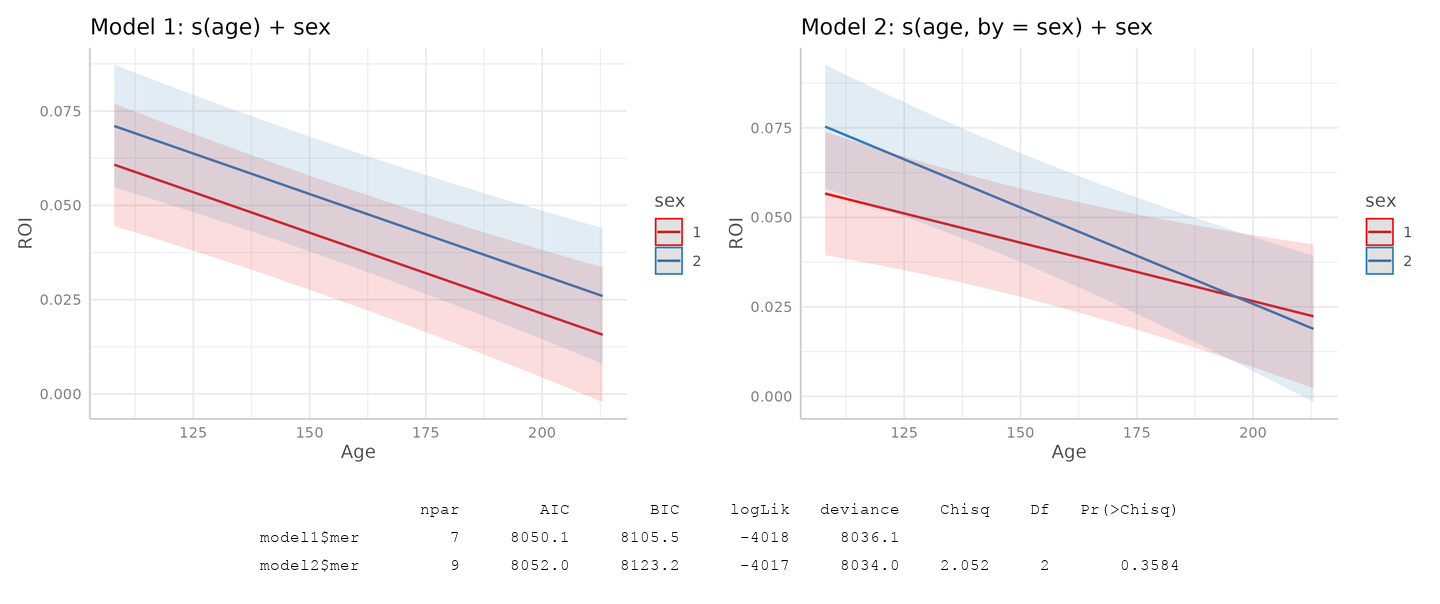 Model 1: s(age) + sex
0.075
0.050
0.025
0.000
ROI
125 150 175 200
Age
sex
1
2
Model 2: s(age, by = sex) + sex
0.075
0.050
0.025
0.000
ROI
125 150 175 200
Age
sex
1
2
npar AIC BIC logLik deviance Chisq Df Pr(>Chisq)
model1$mer 7 8050.1 8105.5 -4018 8036.1
model2$mer 9 8052.0 8123.2 -4017 8034.0 2.052 2 0.3584